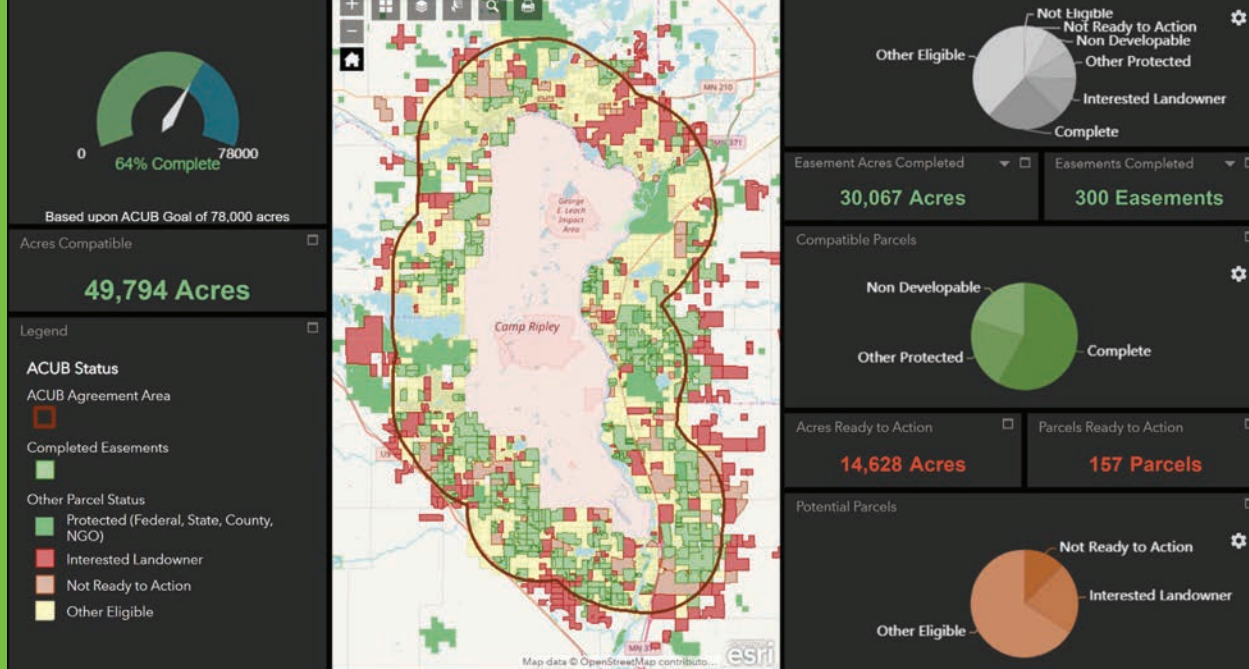 0
78000
64% Complete
Based upon ACUB Goal of 78,000 acres
Acres Compatible
49,794 Acres
Legend
ACUB Status
ACUB Agreement Area
Completed Easements
Other Parcel Status
Protected (Federal, State, County,
NGO)
Interested Landowner
Not Ready to Action
Other Eligible
MN 210
MN 371
George
E. Leach
Impact
Area
Camp Ripley
MN 371
Map data © OpenStreetMap contributo...
esri
Not Eligible
Not Ready to Action
Non Developable
Other Eligible
Other Protected
Interested Landowner
Complete
Easement Acres Completed
30,067 Acres
Easements Completed
300 Easements
Compatible Parcels
Non Developable
Other Protected
Complete
Acres Ready to Action
14,628 Acres
Parcels Ready to Action
157 Parcels
Potential Parcels
Not Ready to Action
Interested Landowner
Other Eligible